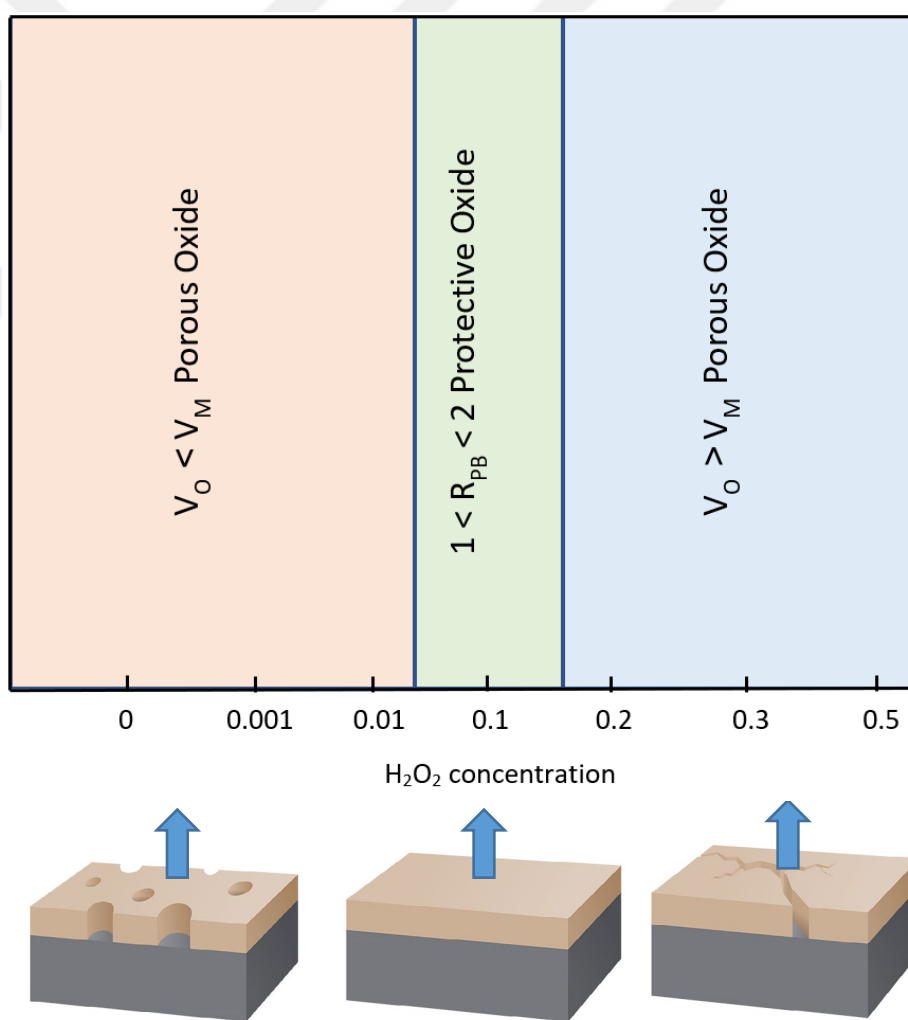 V_O < V_M Porous Oxide
1 < R_PB < 2 Protective Oxide
V_O > V_M Porous Oxide
0 0.001 0.01 0.1 0.2 0.3 0.5
H₂O₂ concentration